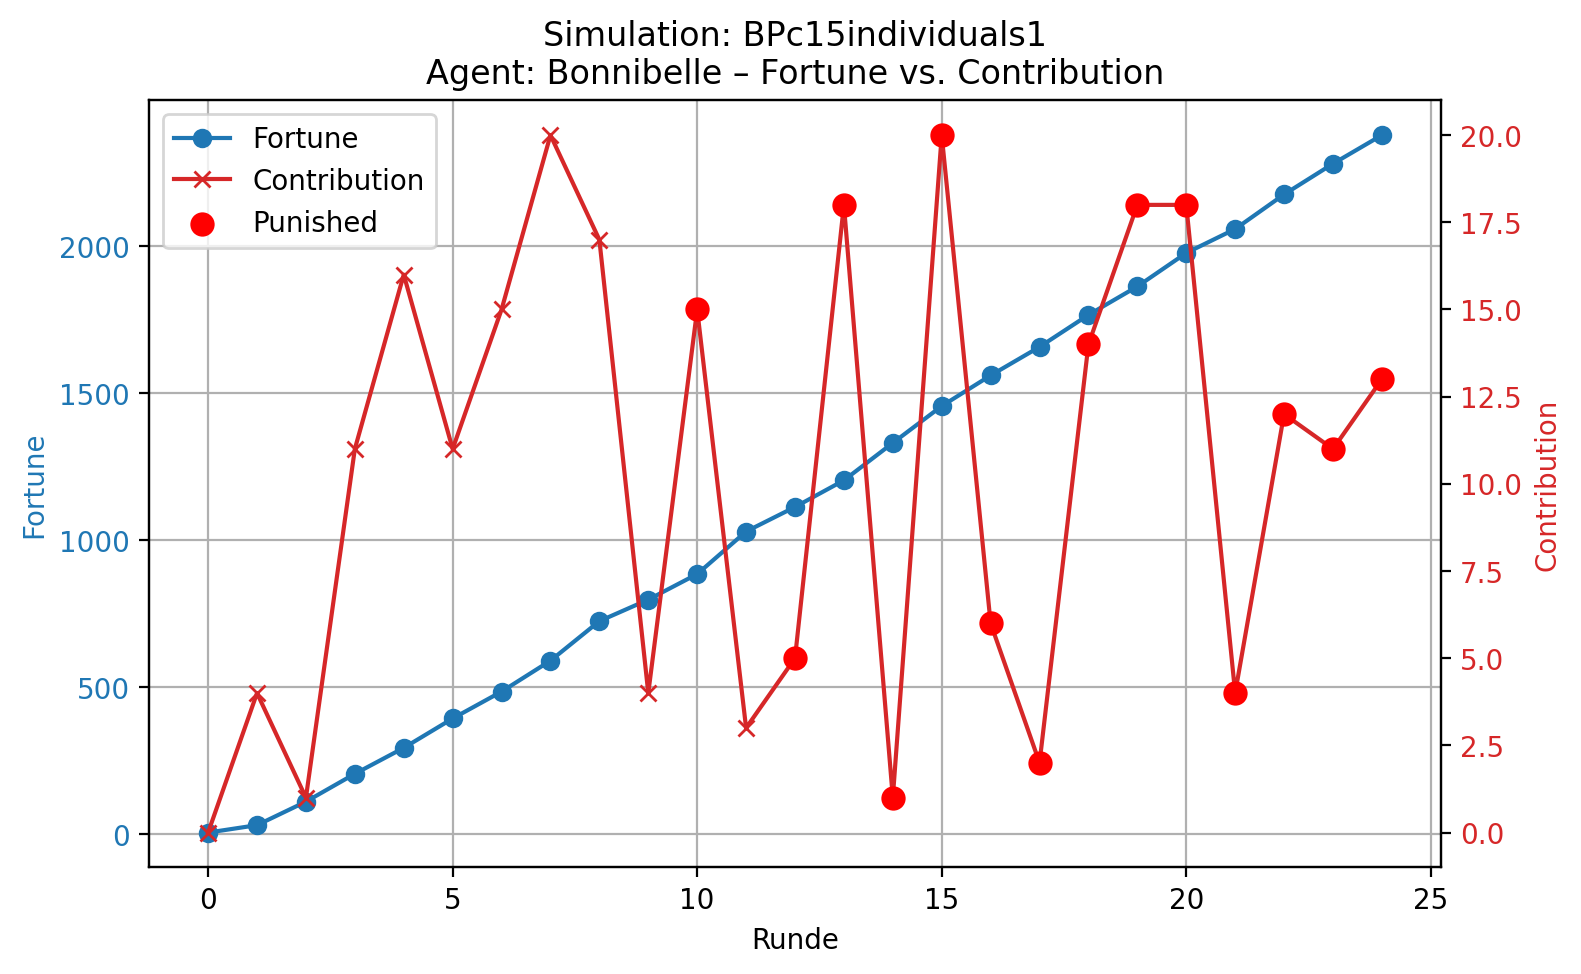 Simulation: BPc15individuals1
Agent: Bonnibelle – Fortune vs. Contribution
Fortune
Contribution
Punished
2000
1500
1000
500
0
Fortune
20.0
17.5
15.0
12.5
10.0
7.5
5.0
2.5
0.0
Contribution
0
5
10
15
20
25
Runde